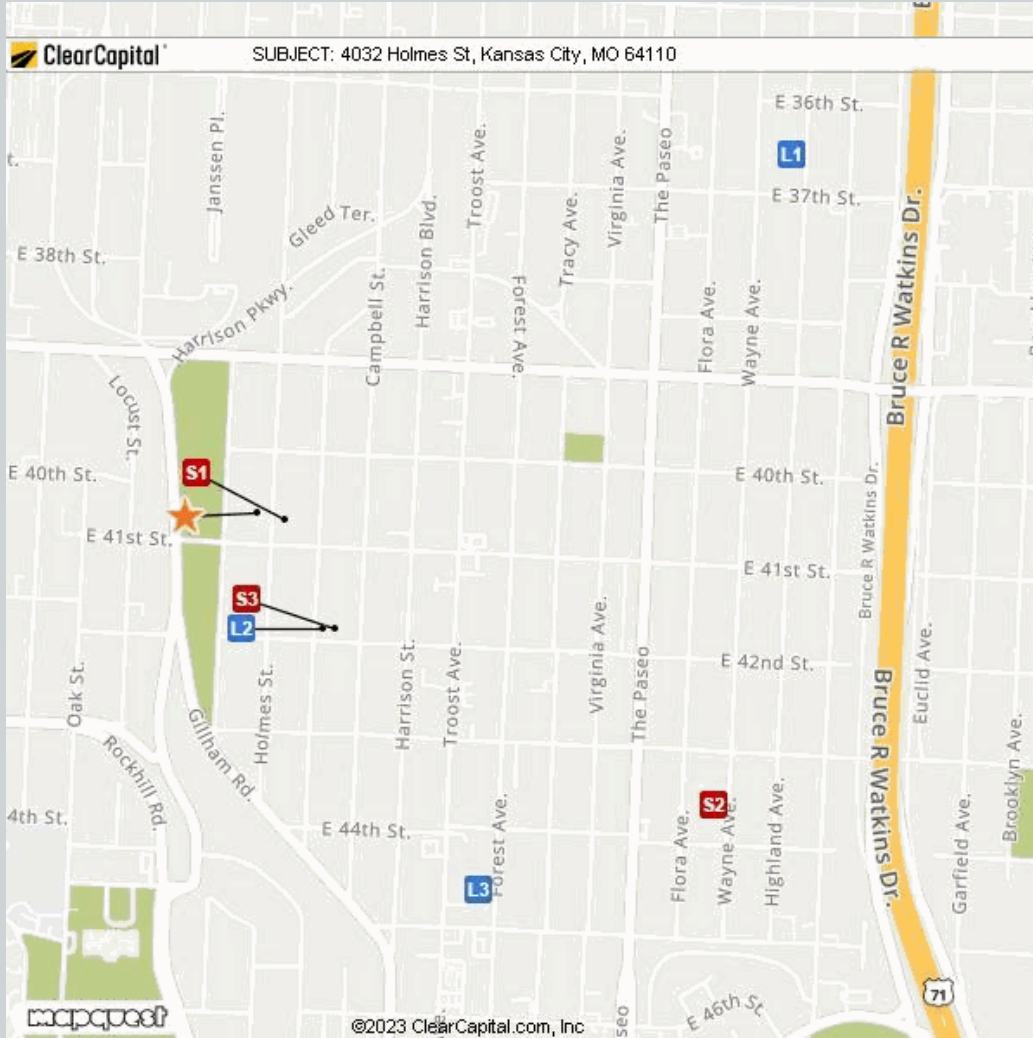 ClearCapital
SUBJECT: 4032 Holmes St, Kansas City, MO 64110
E 36th St.
L1
Janssen Pl.
Troost Ave.
Virginia Ave.
The Paseo
E 37th St.
Gleed Ter.
Harrison Blvd.
Tracy Ave.
E 38th St.
Bruce R Watkins Dr.
Harrison Pkwy.
Campbell St.
Forest Ave.
Flora Ave.
Wayne Ave.
Locust St.
E 40th St.
S1
E 40th St.
E 41st St.
E 41st St.
Bruce R Watkins Dr.
S3
L2
Virginia Ave.
E 42nd St.
Euclid Ave.
Oak St.
Holmes St.
Harrison St.
Troost Ave.
The Paseo
Bruce R Watkins Dr.
Gillham Rd.
Rockhill Rd.
Brooklyn Ave.
S2
4th St.
E 44th St.
Forest Ave.
Flora Ave.
Wayne Ave.
Highland Ave.
Garfield Ave.
L3
71
E 46th St.
mapquest
©2023 ClearCapital.com, Inc
seo